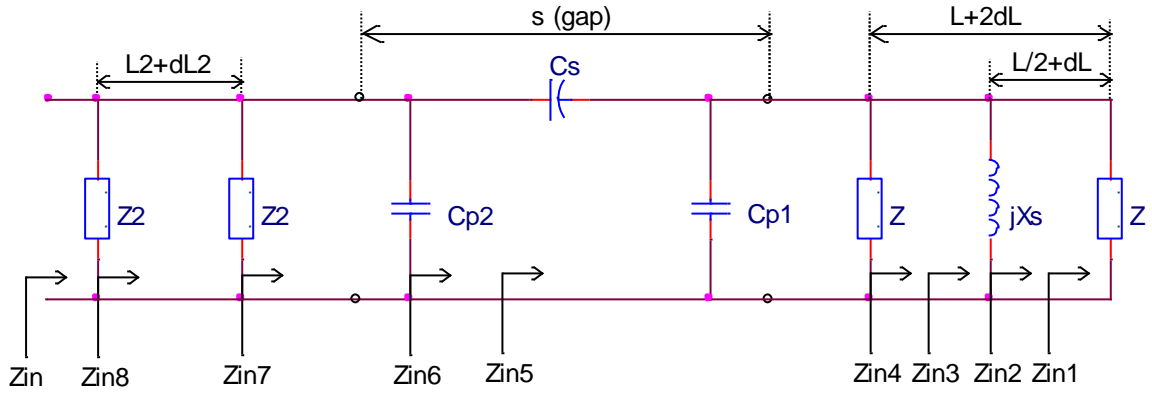 s (gap)
L+2dL
L2+dL2
Cs
L/2+dL
Z2
Z2
Cp2
Cp1
Z
jXs
Z
Zin
Zin8
Zin7
Zin6
Zin5
Zin4
Zin3
Zin2
Zin1